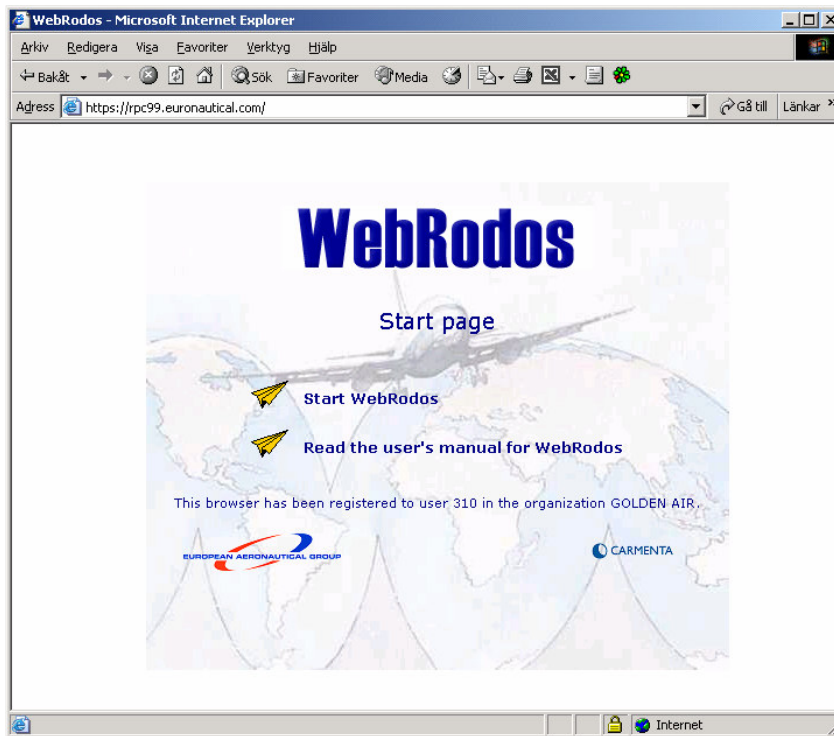 WebRodos - Microsoft Internet Explorer
Arkiv Redigera Visa Favoriter Verktyg Hjälp
Bakåt Sök Favoriter Media
Adress https://rpc99.euronautical.com/ Gå till Länkar »
WebRodos
Start page
Start WebRodos
Read the user's manual for WebRodos
This browser has been registered to user 310 in the organization GOLDEN AIR.
EUROPEAN AERONAUTICAL GROUP CARMENTA
Internet